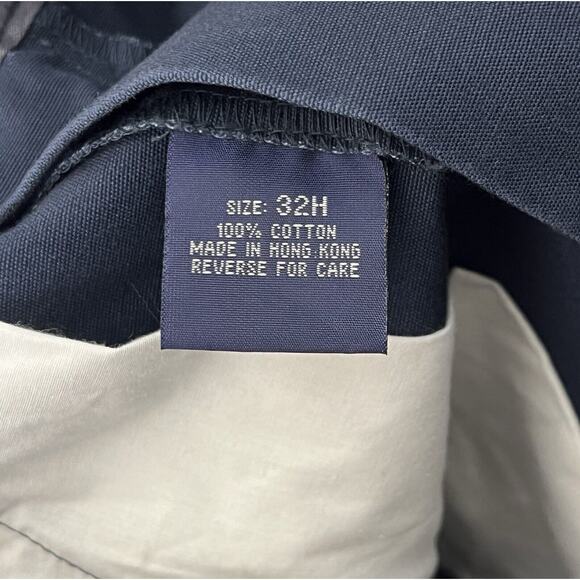 SIZE: 32H
100% COTTON
MADE IN HONG KONG
REVERSE FOR CARE